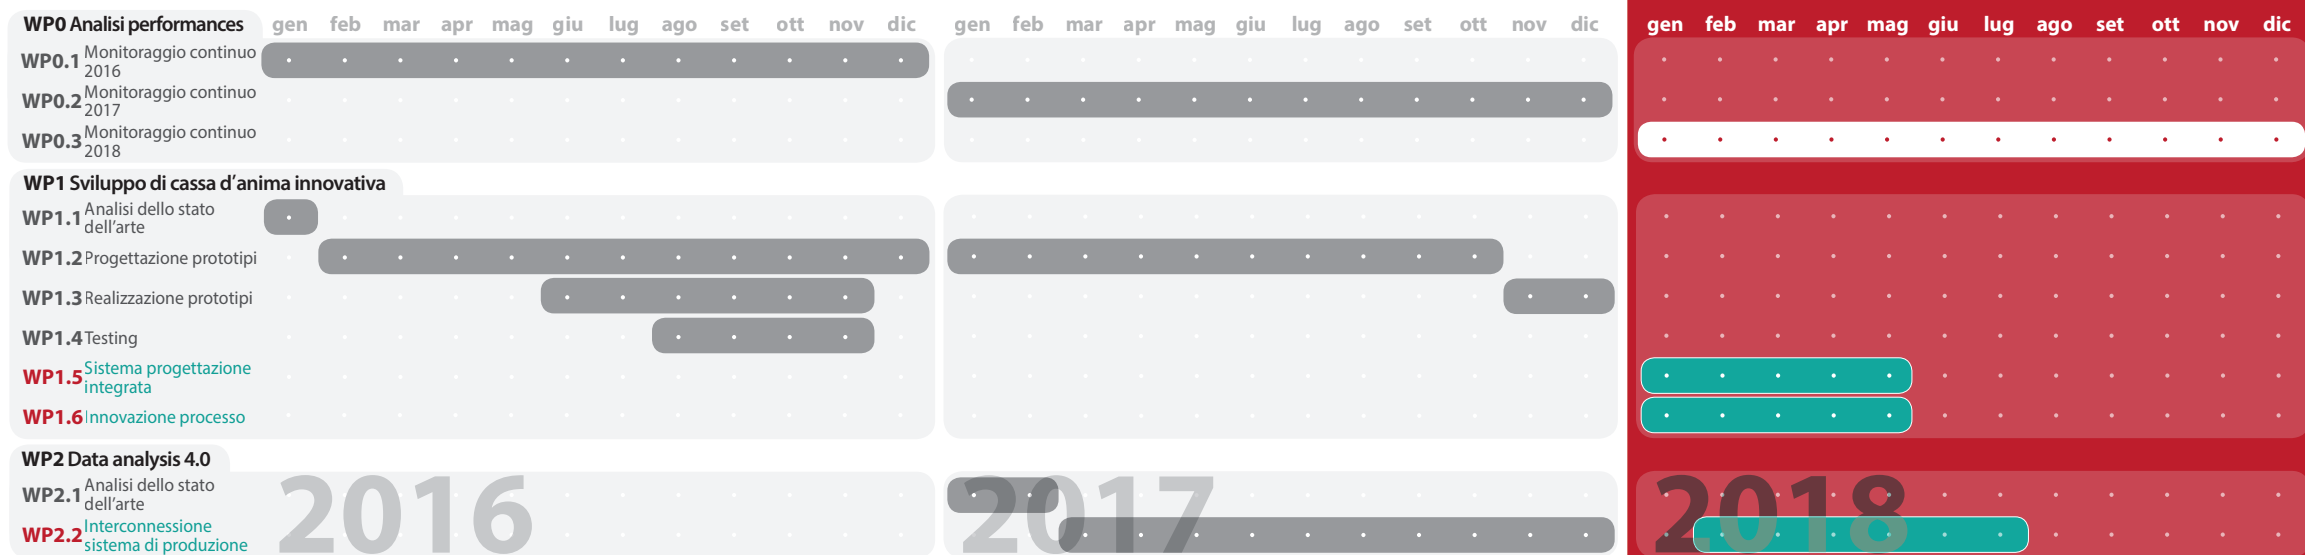 WP0 Analisi performances gen feb mar apr mag giu lug ago set ott nov dic gen feb mar apr mag giu lug ago set ott nov dic gen feb mar apr mag giu lug ago set ott nov dic
WP0.1 Monitoraggio continuo
2016
WP0.2 Monitoraggio continuo
2017
WP0.3 Monitoraggio continuo
2018
WP1 Sviluppo di cassa d'anima innovativa
WP1.1 Analisi dello stato
dell'arte
WP1.2 Progettazione prototipi
WP1.3 Realizzazione prototipi
WP1.4 Testing
WP1.5 Sistema progettazione
integrata
WP1.6 Innovazione processo
WP2 Data analysis 4.0
WP2.1 Analisi dello stato
dell'arte
WP2.2 Interconnessione
sistema di produzione
2016 2017 2018